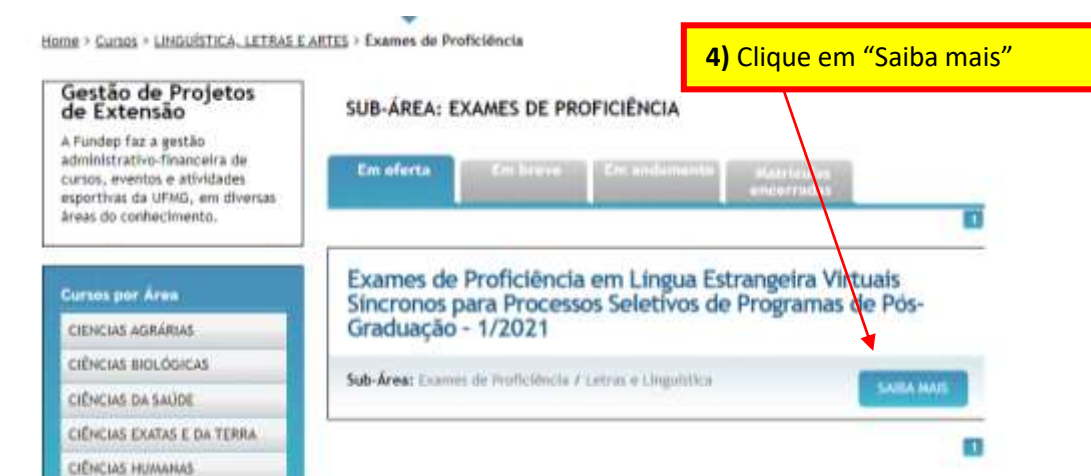 Home > Cursos > LINGUÍSTICA, LETRAS E ARTES > Exames de Proficiência
4) Clique em “Saiba mais”
Gestão de Projetos
de Extensão
A Fundep faz a gestão
administrativo-financeira de
cursos, eventos e atividades
esportivas da UFMG, em diversas
áreas do conhecimento.
SUB-ÁREA: EXAMES DE PROFICIÊNCIA
Em oferta
Em breve
Em andamento
Matrículas
encerradas
1
Exames de Proficiência em Língua Estrangeira Virtuais
Síncronos para Processos Seletivos de Programas de Pós-
Graduação - 1/2021
Sub-Área: Exames de Proficiência / Letras e Linguística
SAIBA MAIS
1
Cursos por Área
CIENCIAS AGRÁRIAS
CIÊNCIAS BIOLÓGICAS
CIÊNCIAS DA SAÚDE
CIÊNCIAS EXATAS E DA TERRA
CIÊNCIAS HUMANAS